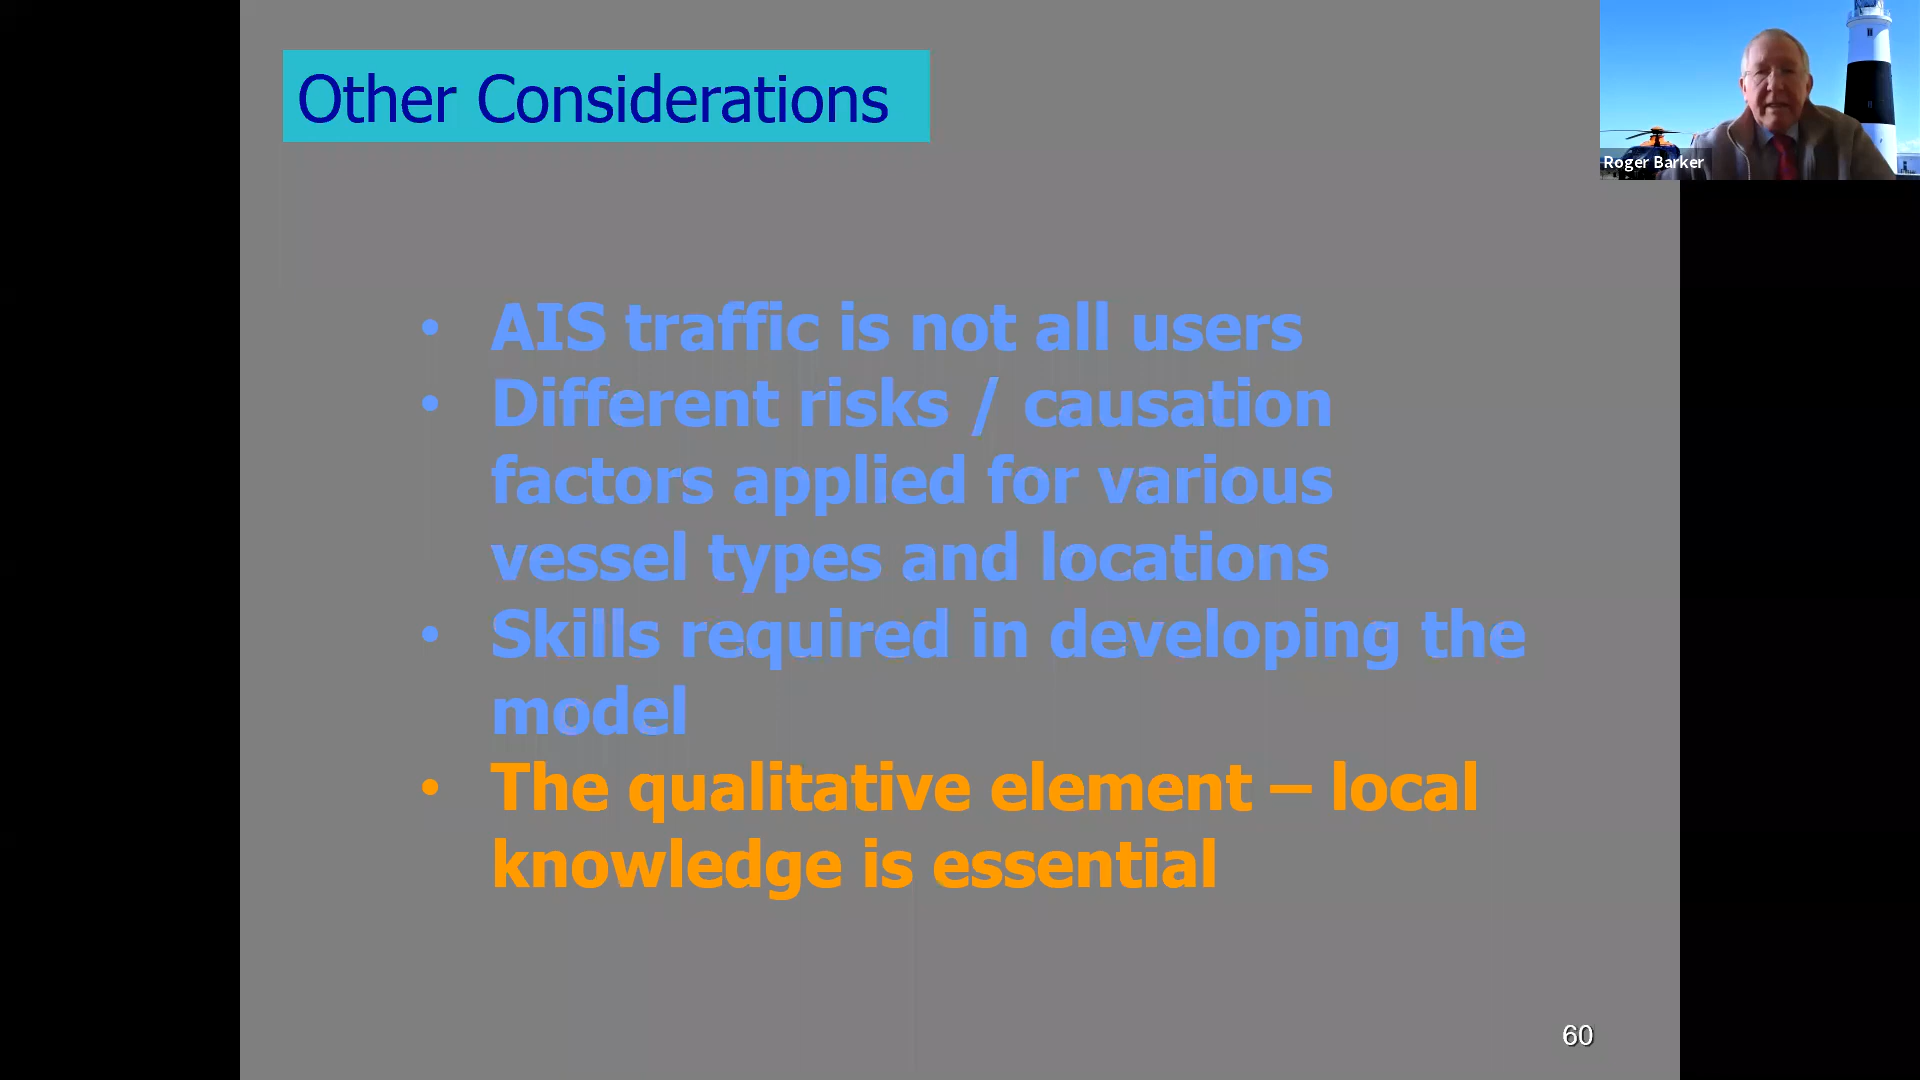 Other Considerations
Roger Barker
• AIS traffic is not all users
• Different risks / causation
factors applied for various
vessel types and locations
• Skills required in developing the
model
• The qualitative element – local
knowledge is essential
60